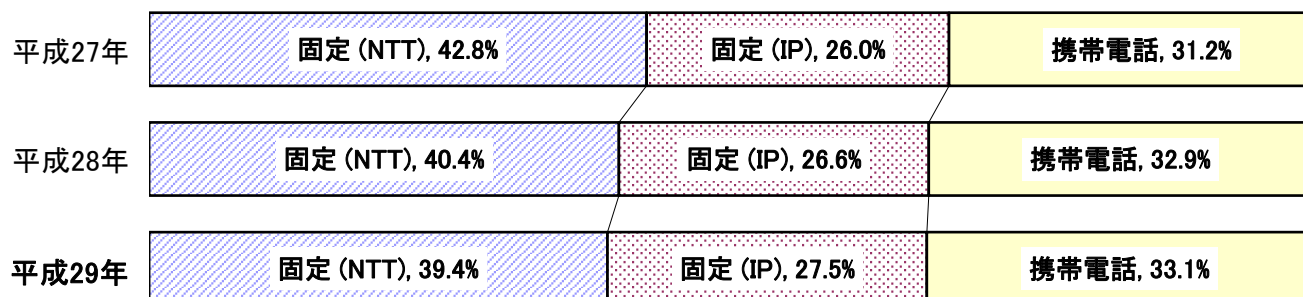 平成27年 固定 (NTT), 42.8% 固定 (IP), 26.0% 携帯電話, 31.2%
平成28年 固定 (NTT), 40.4% 固定 (IP), 26.6% 携帯電話, 32.9%
平成29年 固定 (NTT), 39.4% 固定 (IP), 27.5% 携帯電話, 33.1%